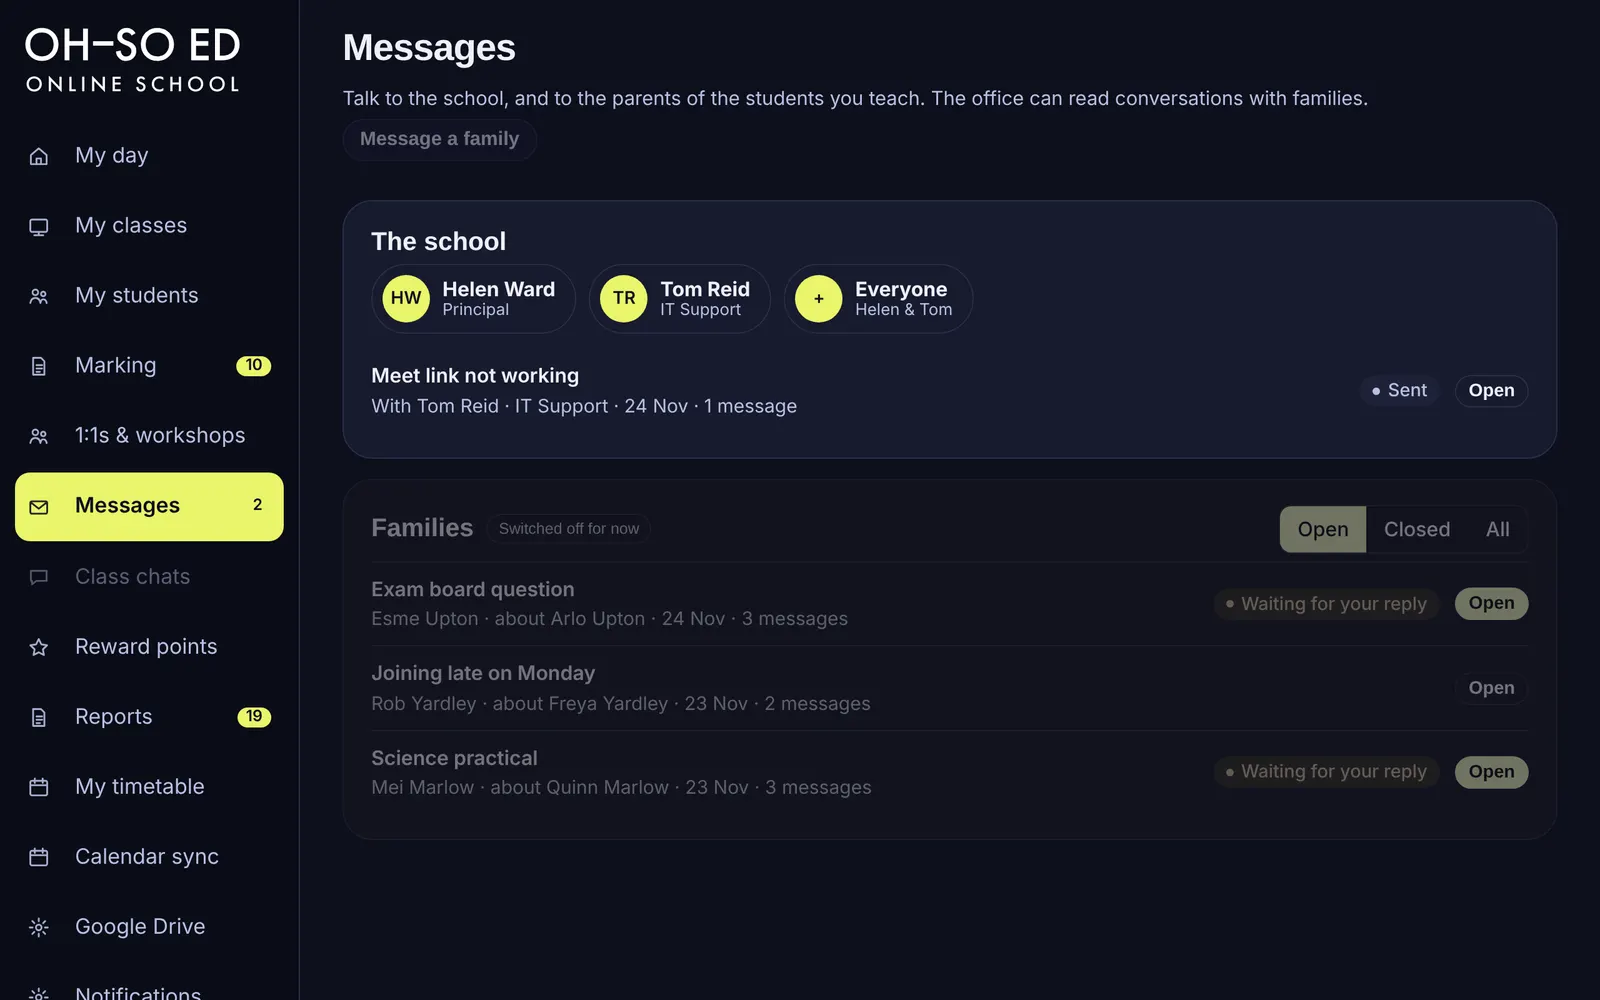 OH-SO ED
ONLINE SCHOOL
My day
My classes
My students
Marking 10
1:1s & workshops
Messages 2
Class chats
Reward points
Reports 19
My timetable
Calendar sync
Google Drive
Notifications
Messages
Talk to the school, and to the parents of the students you teach. The office can read conversations with families.
Message a family
The school
HW Helen Ward
Principal
TR Tom Reid
IT Support
+ Everyone
Helen & Tom
Meet link not working
With Tom Reid · IT Support · 24 Nov · 1 message
• Sent Open
Families Switched off for now Open Closed All
Exam board question
Esme Upton · about Arlo Upton · 24 Nov · 3 messages
• Waiting for your reply Open
Joining late on Monday
Rob Yardley · about Freya Yardley · 23 Nov · 2 messages
Open
Science practical
Mei Marlow · about Quinn Marlow · 23 Nov · 3 messages
• Waiting for your reply Open